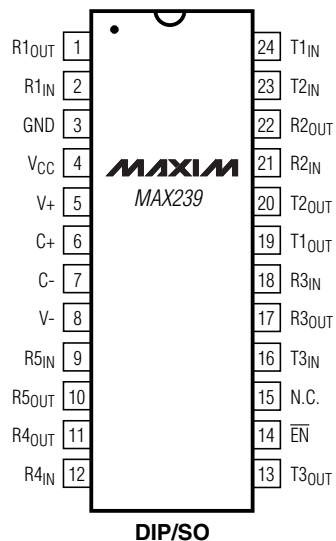 R1OUT 1 24 T1IN
R1IN 2 23 T2IN
GND 3 22 R2OUT
VCC 4 MAXIM 21 R2IN
V+ 5 MAX239 20 T2OUT
C+ 6 19 T1OUT
C- 7 18 R3IN
V- 8 17 R3OUT
R5IN 9 16 T3IN
R5OUT 10 15 N.C.
R4OUT 11 14 E̅N̅
R4IN 12 13 T3OUT
DIP/SO